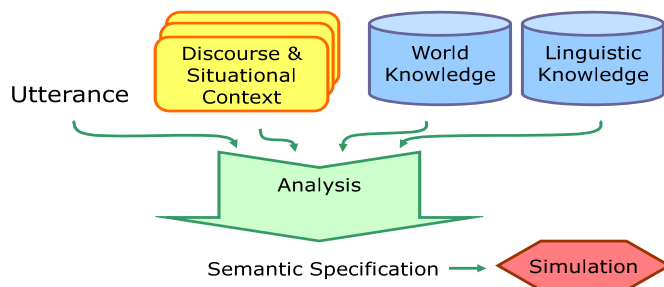 Utterance
Discourse &
Situational
Context
World
Knowledge
Linguistic
Knowledge
Analysis
Semantic Specification
Simulation